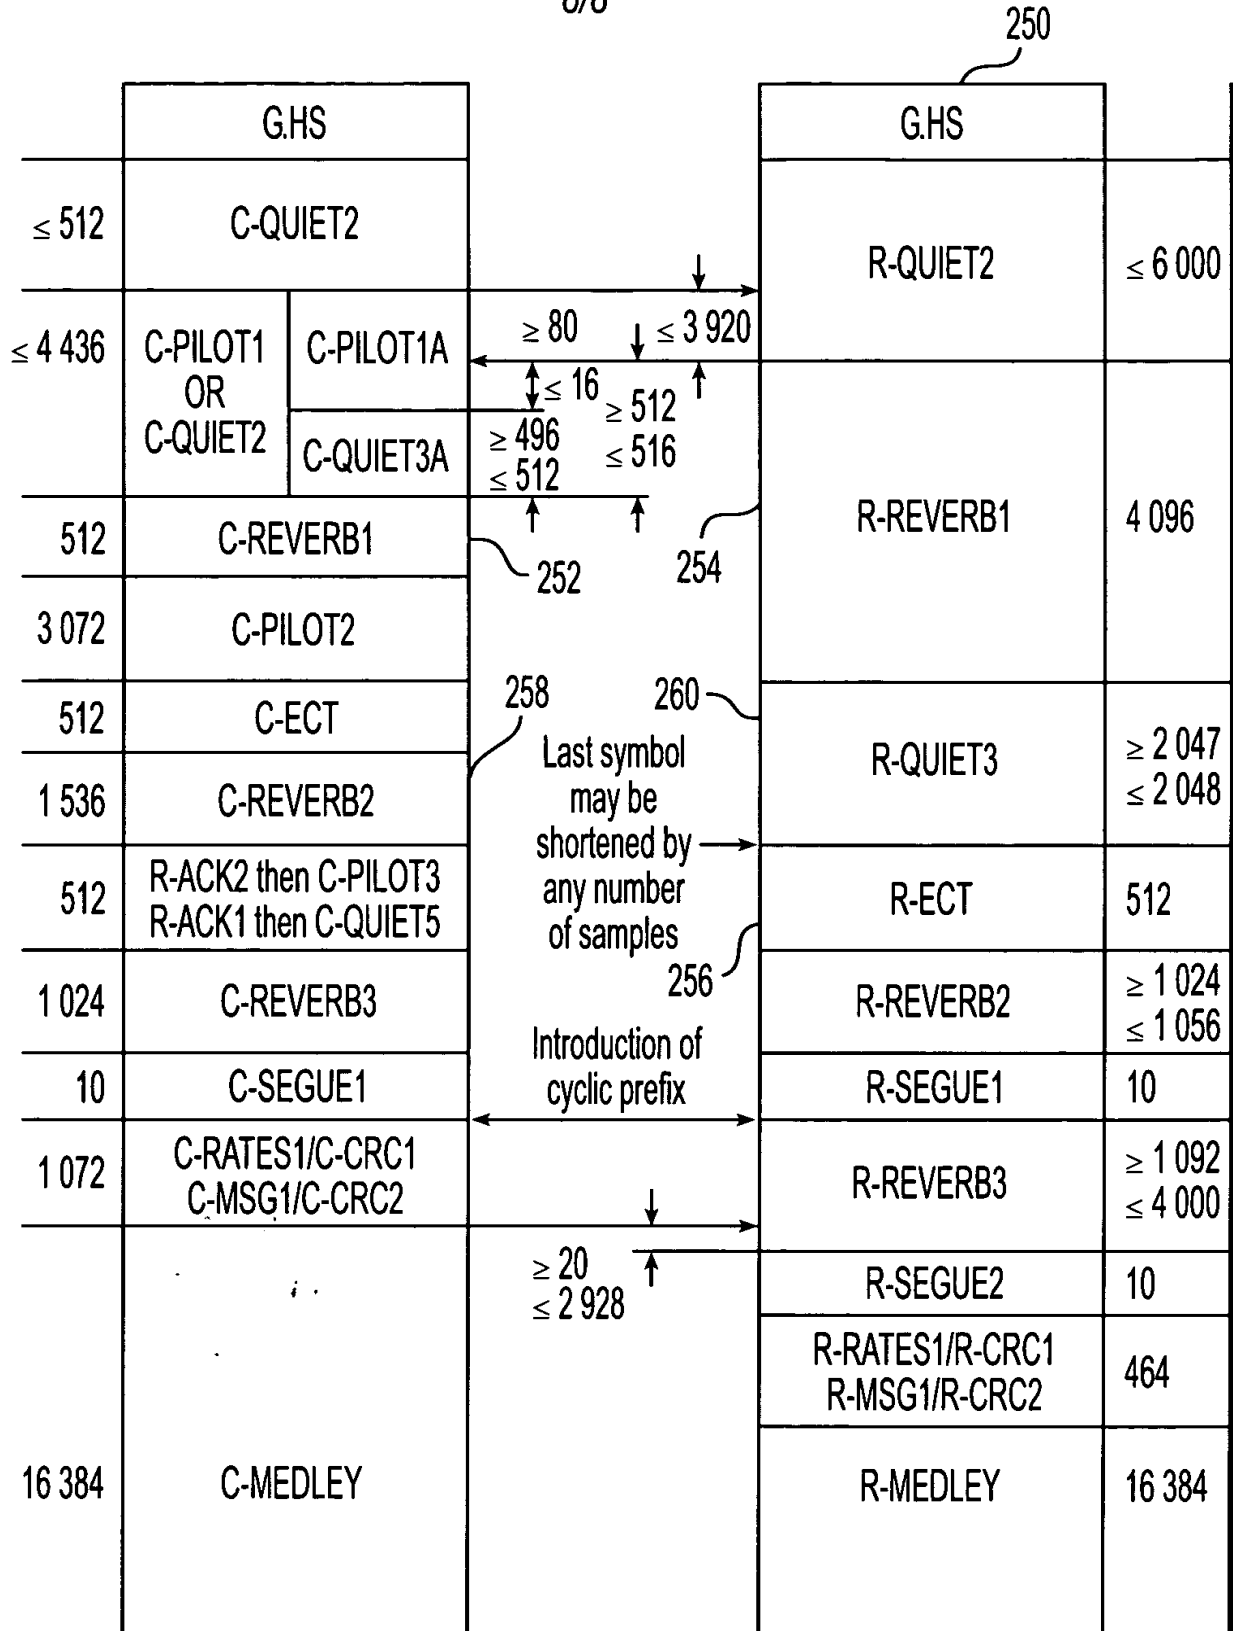 250
G.HS
G.HS
≤ 512
C-QUIET2
R-QUIET2
≤ 6 000
≤ 4 436
C-PILOT1
OR
C-QUIET2
C-PILOT1A
C-QUIET3A
≥ 80
≤ 3 920
≤ 16
≥ 512
≤ 516
≥ 496
≤ 512
512
C-REVERB1
252
254
R-REVERB1
4 096
3 072
C-PILOT2
512
C-ECT
258
260
R-QUIET3
≥ 2 047
≤ 2 048
1 536
C-REVERB2
Last symbol
may be
shortened by
any number
of samples
512
R-ACK2 then C-PILOT3
R-ACK1 then C-QUIET5
R-ECT
512
256
1 024
C-REVERB3
R-REVERB2
≥ 1 024
≤ 1 056
Introduction of
cyclic prefix
10
C-SEGUE1
R-SEGUE1
10
1 072
C-RATES1/C-CRC1
C-MSG1/C-CRC2
R-REVERB3
≥ 1 092
≤ 4 000
≥ 20
≤ 2 928
R-SEGUE2
10
R-RATES1/R-CRC1
R-MSG1/R-CRC2
464
16 384
C-MEDLEY
R-MEDLEY
16 384